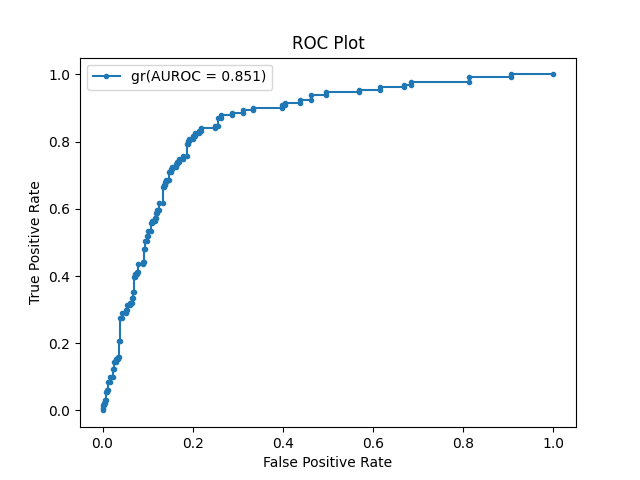 ROC Plot
gr(AUROC = 0.851)
True Positive Rate
1.0
0.8
0.6
0.4
0.2
0.0
0.0 0.2 0.4 0.6 0.8 1.0
False Positive Rate